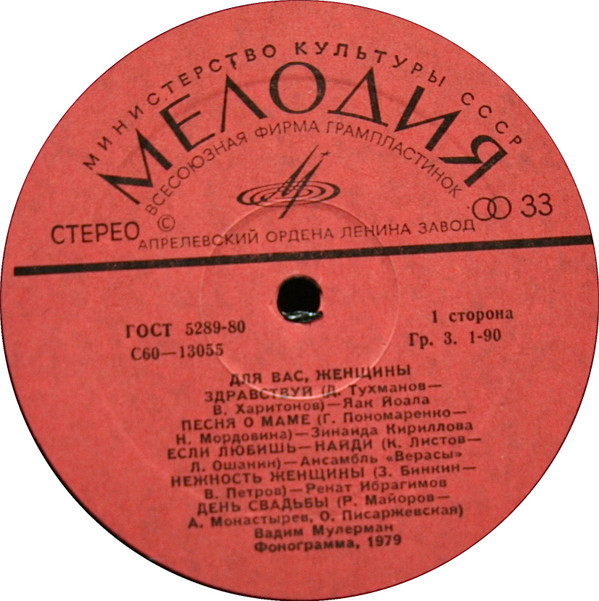 МИНИСТЕРСТВО КУЛЬТУРЫ СССР
МЕЛОДИЯ
ВСЕСОЮЗНАЯ ФИРМА ГРАМПЛАСТИНОК
©
СТЕРЕО
33
АПРЕЛЕВСКИЙ ОРДЕНА ЛЕНИНА ЗАВОД
ГОСТ 5289-80
С60—13055
1 сторона
Гр. 3. 1-90
ДЛЯ ВАС, ЖЕНЩИНЫ
ЗДРАВСТВУЙ (Д. Тухманов—
В. Харитонов)—Яак Йоала
ПЕСНЯ О МАМЕ (Г. Пономаренко—
Н. Мордовина)—Зинаида Кириллова
ЕСЛИ ЛЮБИШЬ—НАЙДИ (К. Листов—
Л. Ошанин)—Ансамбль «Верасы»
НЕЖНОСТЬ ЖЕНЩИНЫ (З. Бинкин—
В. Петров)—Ренат Ибрагимов
ДЕНЬ СВАДЬБЫ (Р. Майоров—
А. Монастырев, О. Писаржевская)
Вадим Мулерман
Фонограмма, 1979